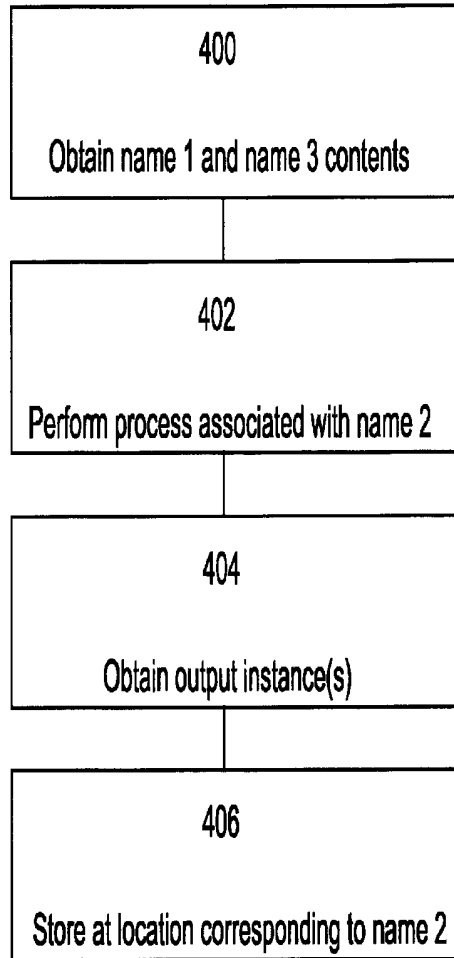 400
Obtain name 1 and name 3 contents
402
Perform process associated with name 2
404
Obtain output instance(s)
406
Store at location corresponding to name 2